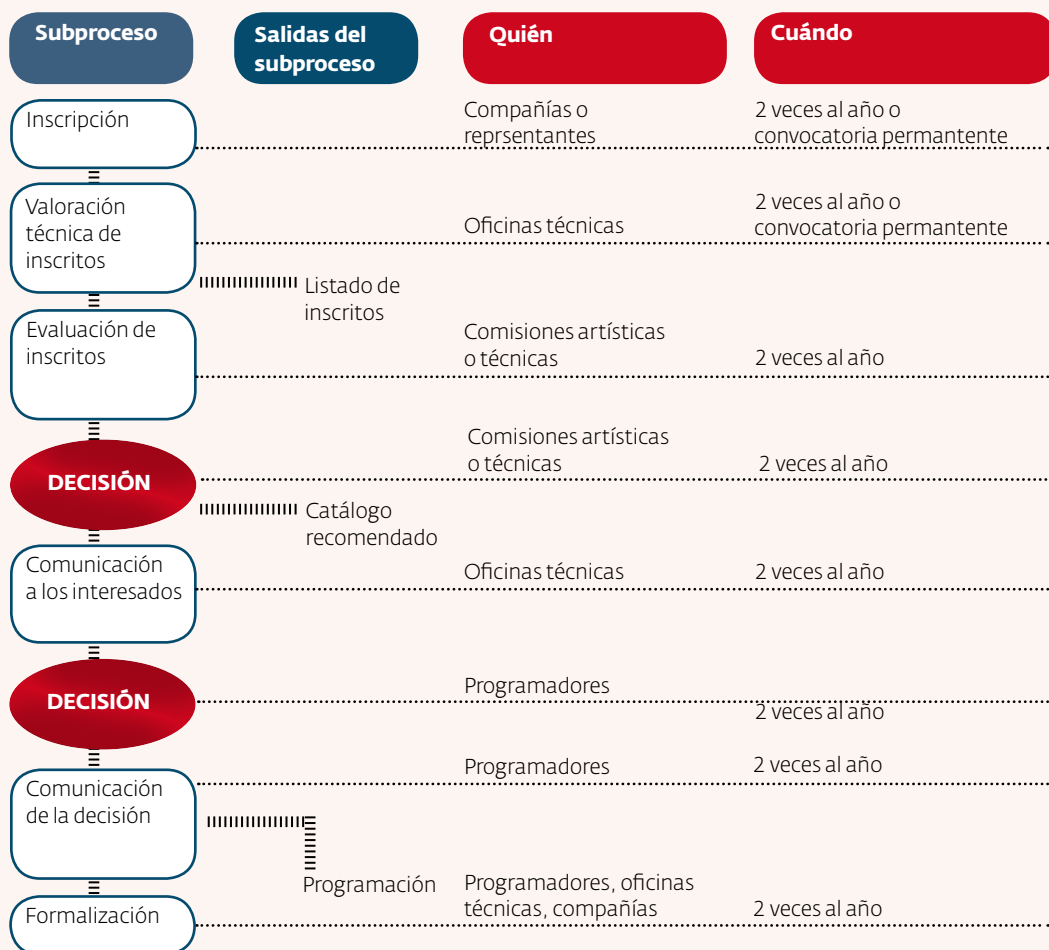 Subproceso
Salidas del
subproceso
Quién
Cuándo
Inscripción
Compañías o
reprsentantes
2 veces al año o
convocatoria permantente
Valoración
técnica de
inscritos
Oficinas técnicas
2 veces al año o
convocatoria permantente
Listado de
inscritos
Evaluación de
inscritos
Comisiones artísticas
o técnicas
2 veces al año
DECISIÓN
Comisiones artísticas
o técnicas
2 veces al año
Catálogo
recomendado
Comunicación
a los interesados
Oficinas técnicas
2 veces al año
DECISIÓN
Programadores
2 veces al año
Comunicación
de la decisión
Programadores
2 veces al año
Programación
Formalización
Programadores, oficinas
técnicas, compañías
2 veces al año